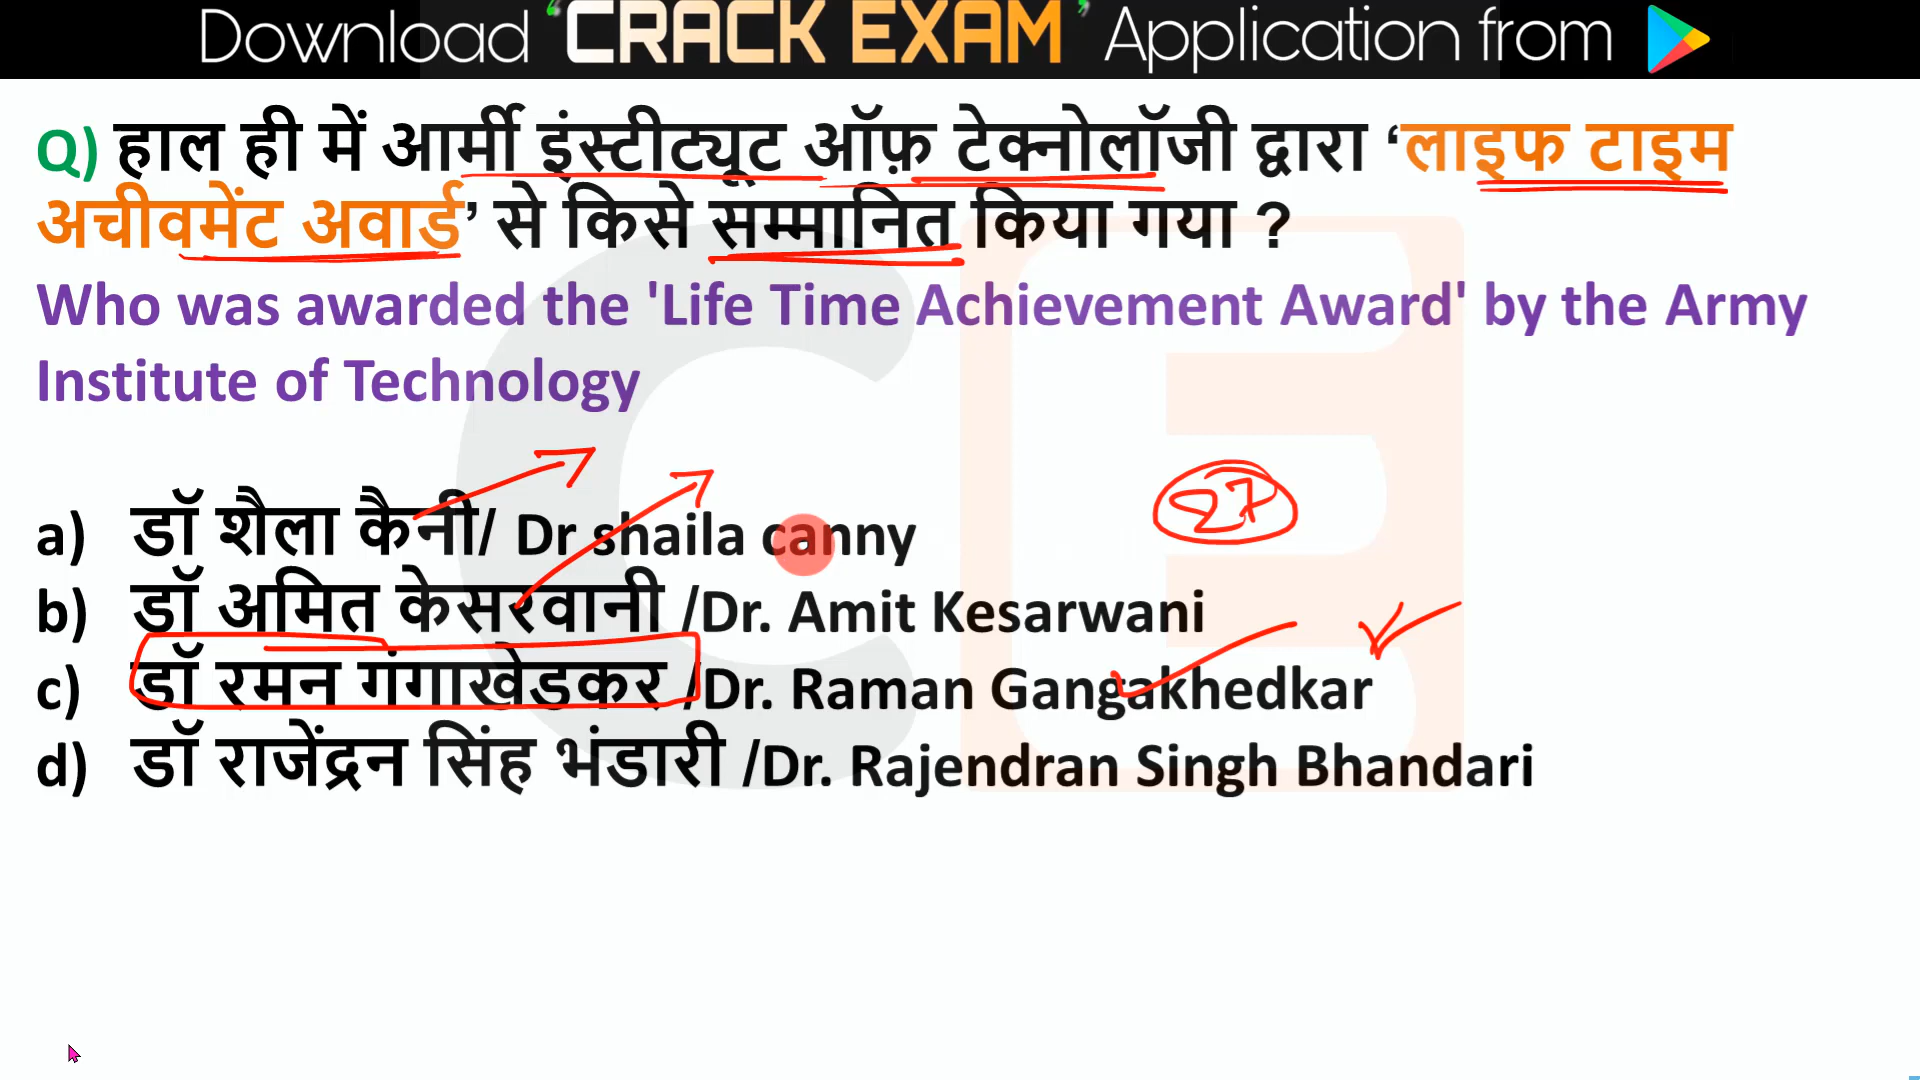 Download ‘CRACK EXAM’ Application from
Q) हाल ही में आर्मी इंस्टीट्यूट ऑफ़ टेक्नोलॉजी द्वारा ‘लाइफ टाइम
अचीवमेंट अवार्ड’ से किसे सम्मानित किया गया ?
Who was awarded the 'Life Time Achievement Award' by the Army
Institute of Technology
27
a) डॉ शैला कैनी/ Dr shaila canny
b) डॉ अमित केसरवानी /Dr. Amit Kesarwani
c) डॉ रमन गंगाखेडकर /Dr. Raman Gangakhedkar
d) डॉ राजेंद्रन सिंह भंडारी /Dr. Rajendran Singh Bhandari
CE